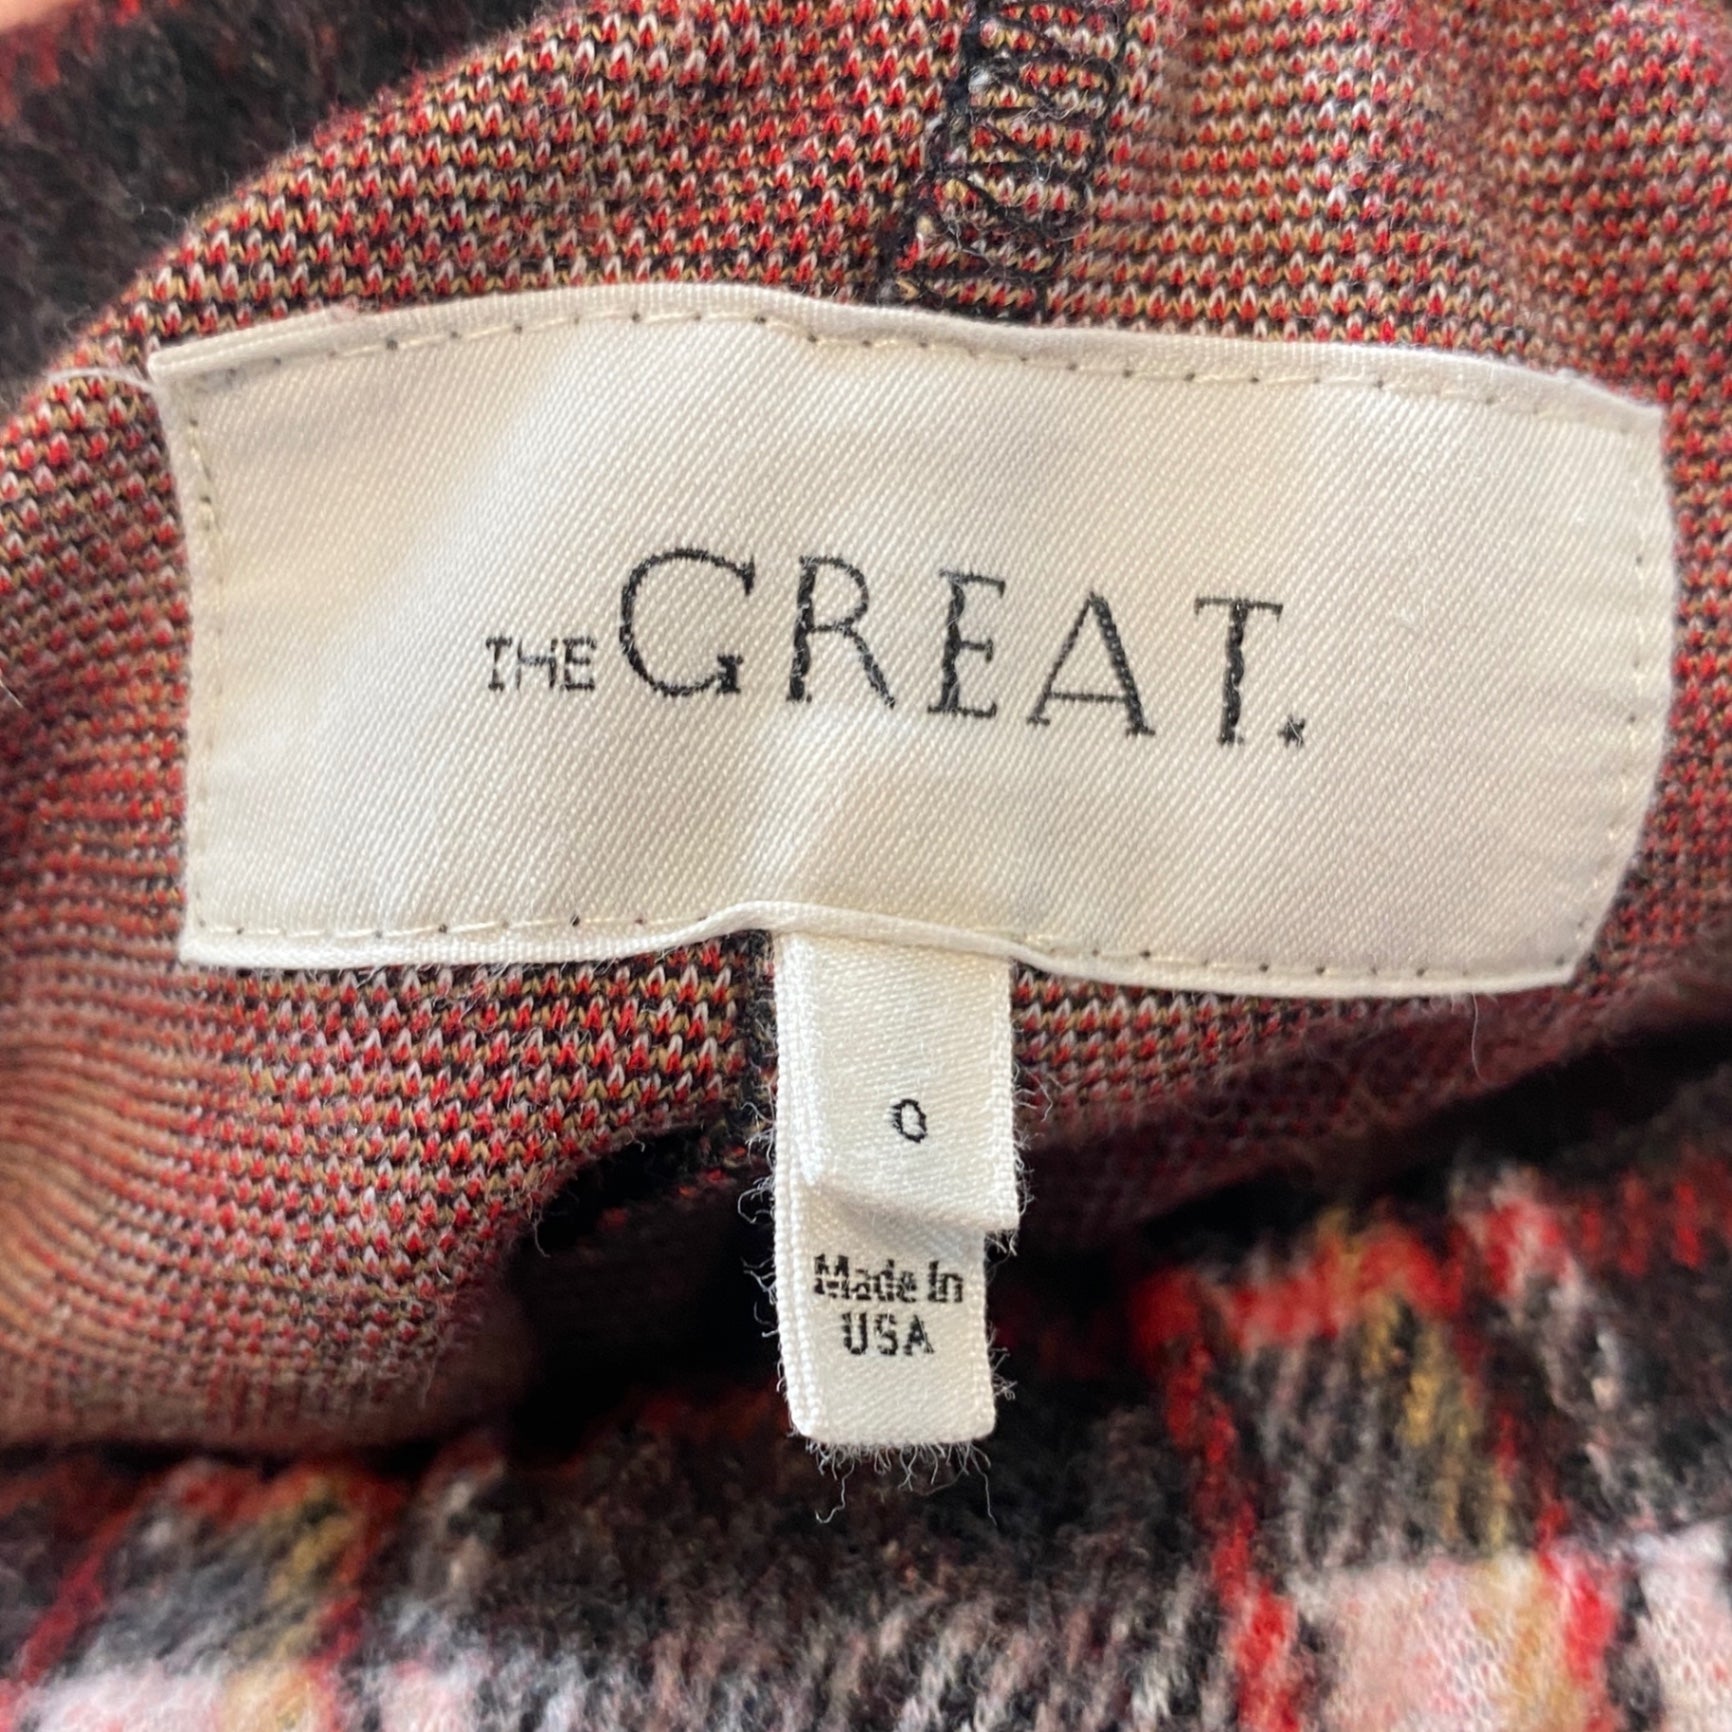 THE GREAT.
0
Made In
USA